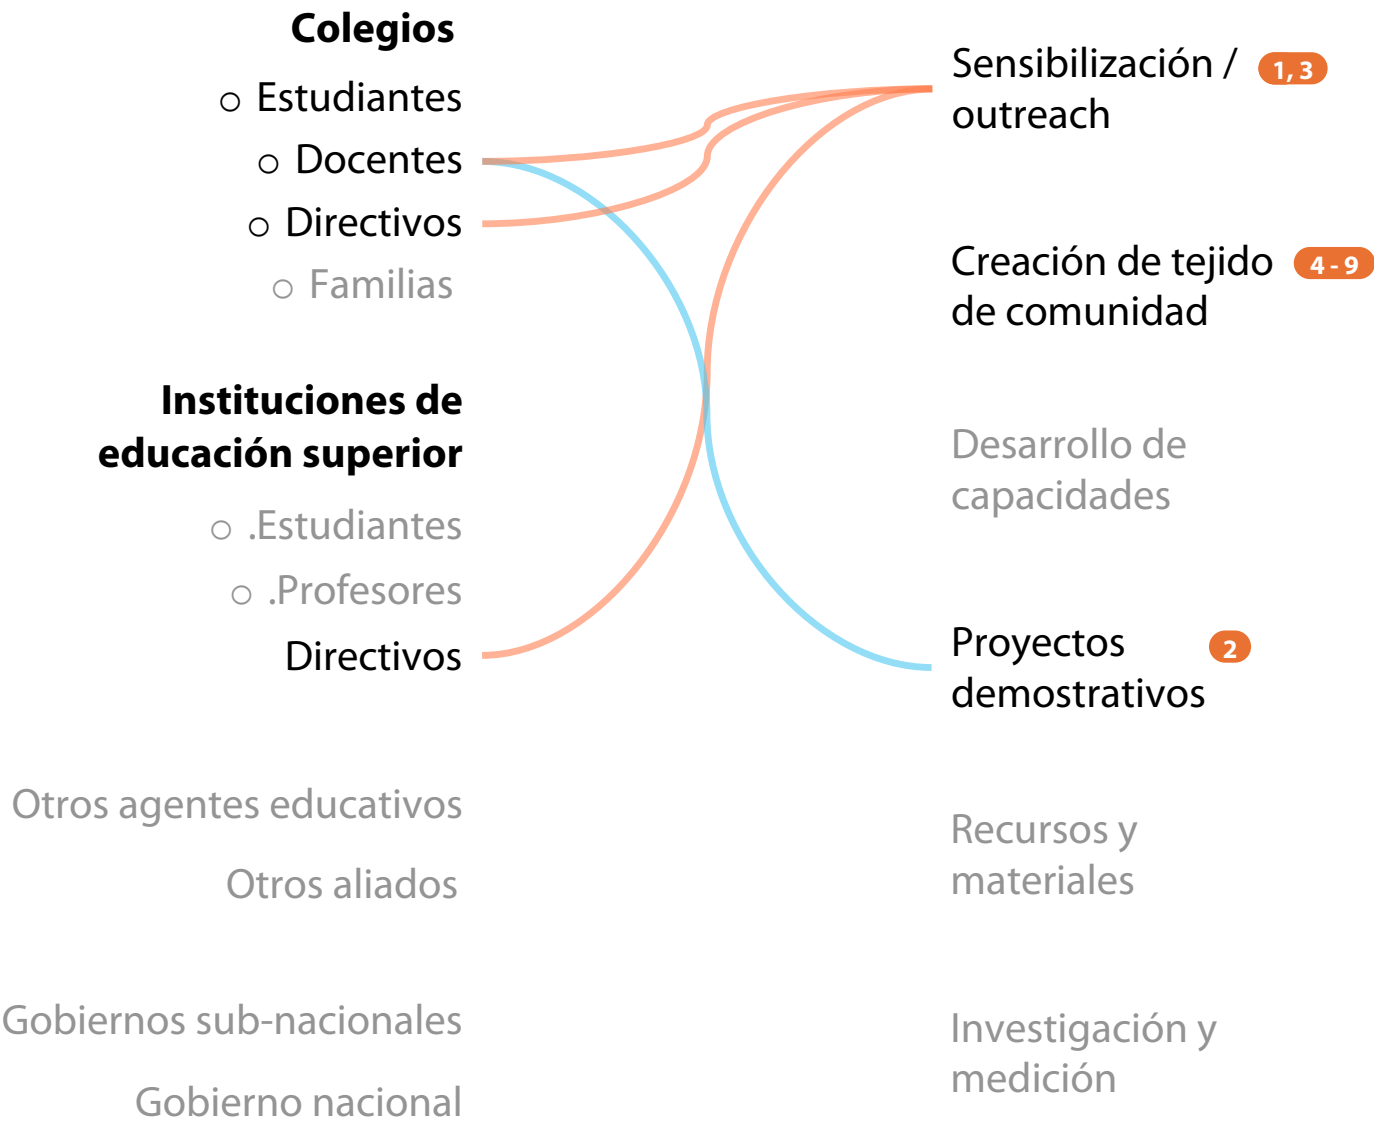 Colegios
○ Estudiantes
○ Docentes
○ Directivos
○ Familias
Instituciones de
educación superior
○ .Estudiantes
○ .Profesores
Directivos
Otros agentes educativos
Otros aliados
Gobiernos sub-nacionales
Gobierno nacional
Sensibilización / 1, 3
outreach
Creación de tejido 4 - 9
de comunidad
Desarrollo de
capacidades
Proyectos 2
demostrativos
Recursos y
materiales
Investigación y
medición